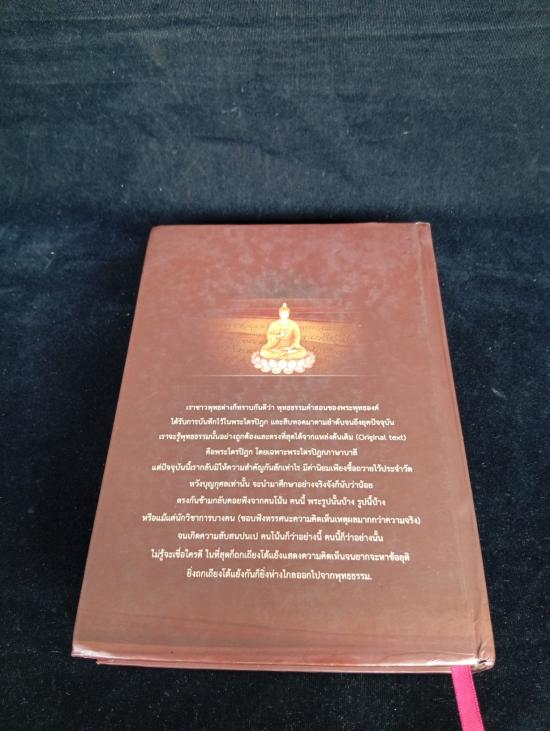 เราชาวพุทธต่างก็ทราบกันดีว่า พุทธธรรมคำสอนของพระพุทธองค์
ได้รับการบันทึกไว้ในพระไตรปิฎก และสืบทอดมาตามลำดับจนถึงยุคปัจจุบัน
เราจะรู้พุทธธรรมนั้นอย่างถูกต้องและตรงที่สุดได้จากแหล่งต้นเดิม (Original text)
คือพระไตรปิฎก โดยเฉพาะพระไตรปิฎกภาษาบาลี
แต่ปัจจุบันนี้เรากลับมิให้ความสำคัญกันสักเท่าไร มีค่านิยมเพียงซื้อถวายไว้ประจำวัด
หวังบุญกุศลเท่านั้น จะนำมาศึกษาอย่างจริงจังก็นับว่าน้อย
ตรงกันข้ามกลับคอยฟังจากคนโน้น คนนี้ พระรูปนั้นบ้าง รูปนี้บ้าง
หรือแม้แต่นักวิชาการบางคน (ชอบฟังทรรศนะความคิดเห็นเหตุผลมากกว่าความจริง)
จนเกิดความสับสนปนเป คนโน้นก็ว่าอย่างนี้ คนนี้ก็ว่าอย่างนั้น
ไม่รู้จะเชื่อใครดี ในที่สุดก็ถกเถียงโต้แย้งแสดงความคิดเห็นจนยากจะหาข้อยุติ
ยิ่งถกเถียงโต้แย้งกันก็ยิ่งห่างไกลออกไปจากพุทธธรรม.